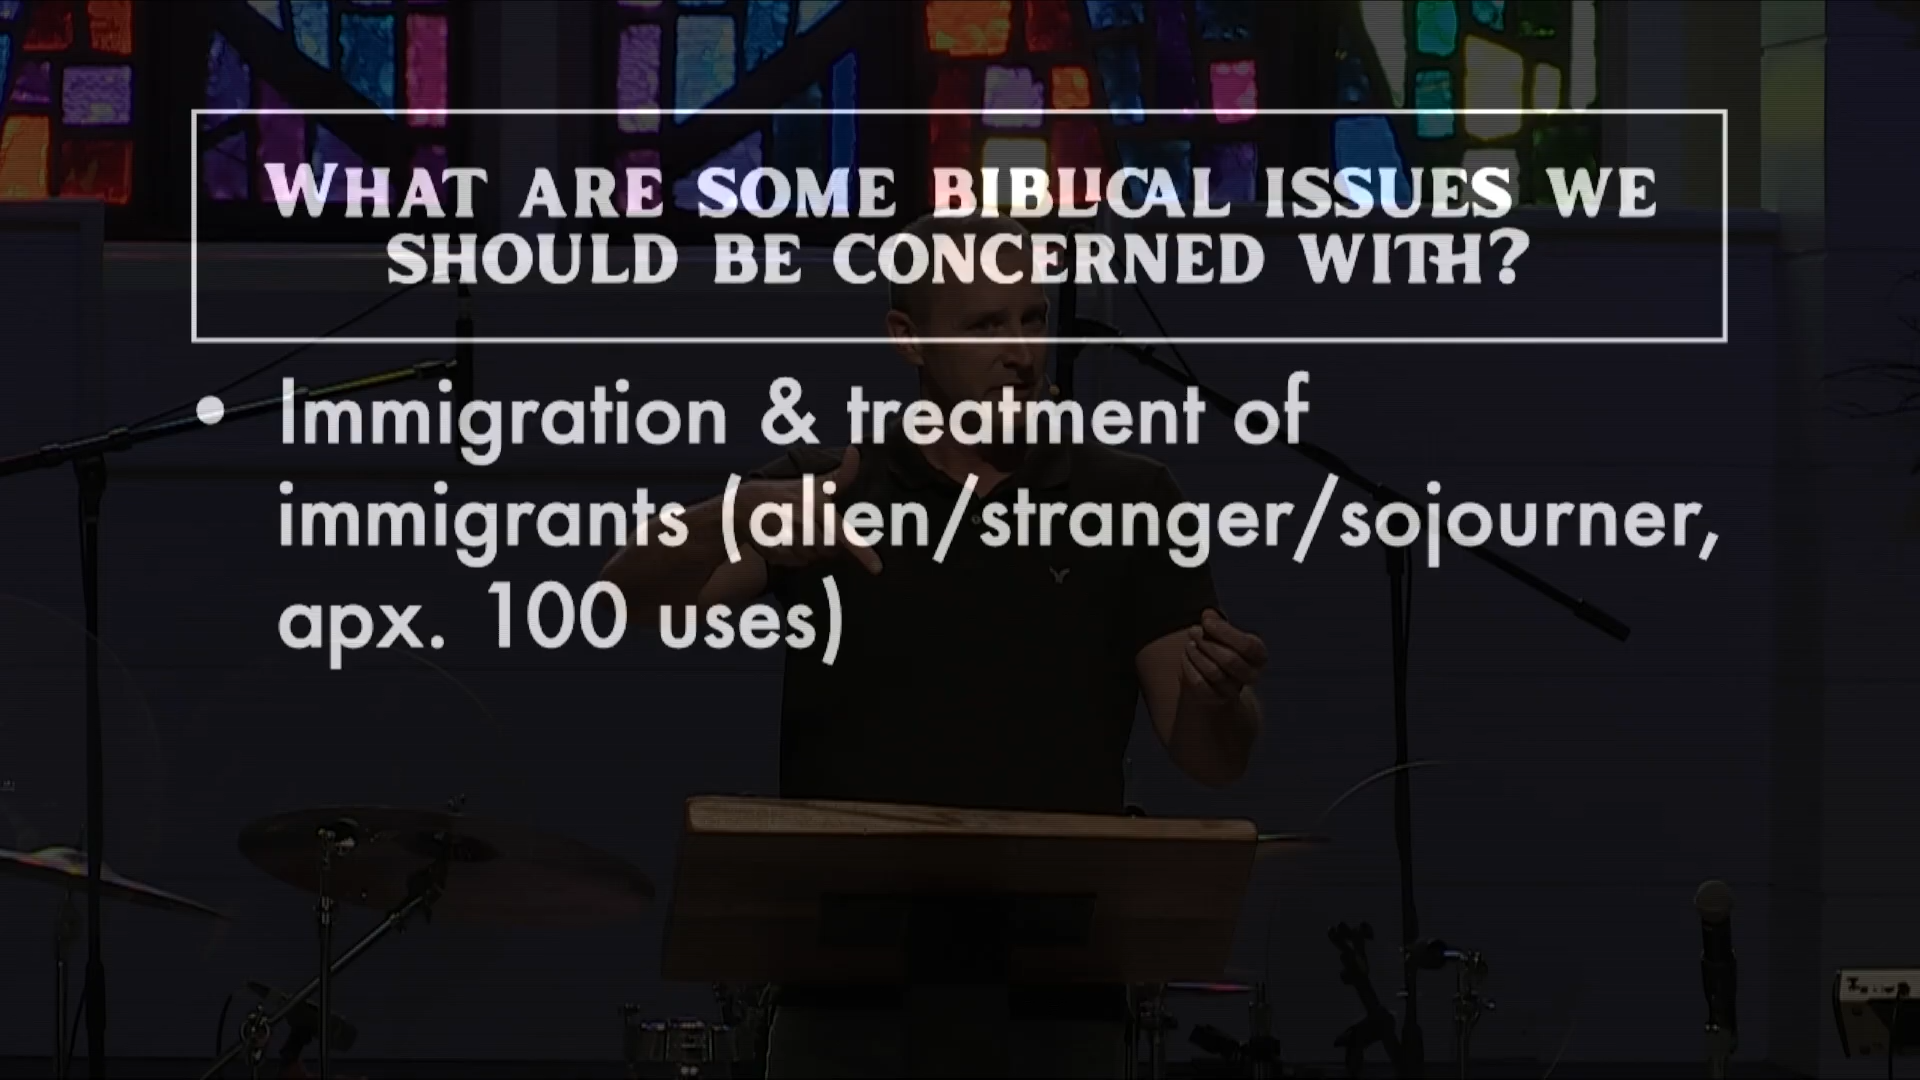 WHAT ARE SOME BIBLICAL ISSUES WE
SHOULD BE CONCERNED WITH?
• Immigration & treatment of
immigrants (alien/stranger/sojourner,
apx. 100 uses)